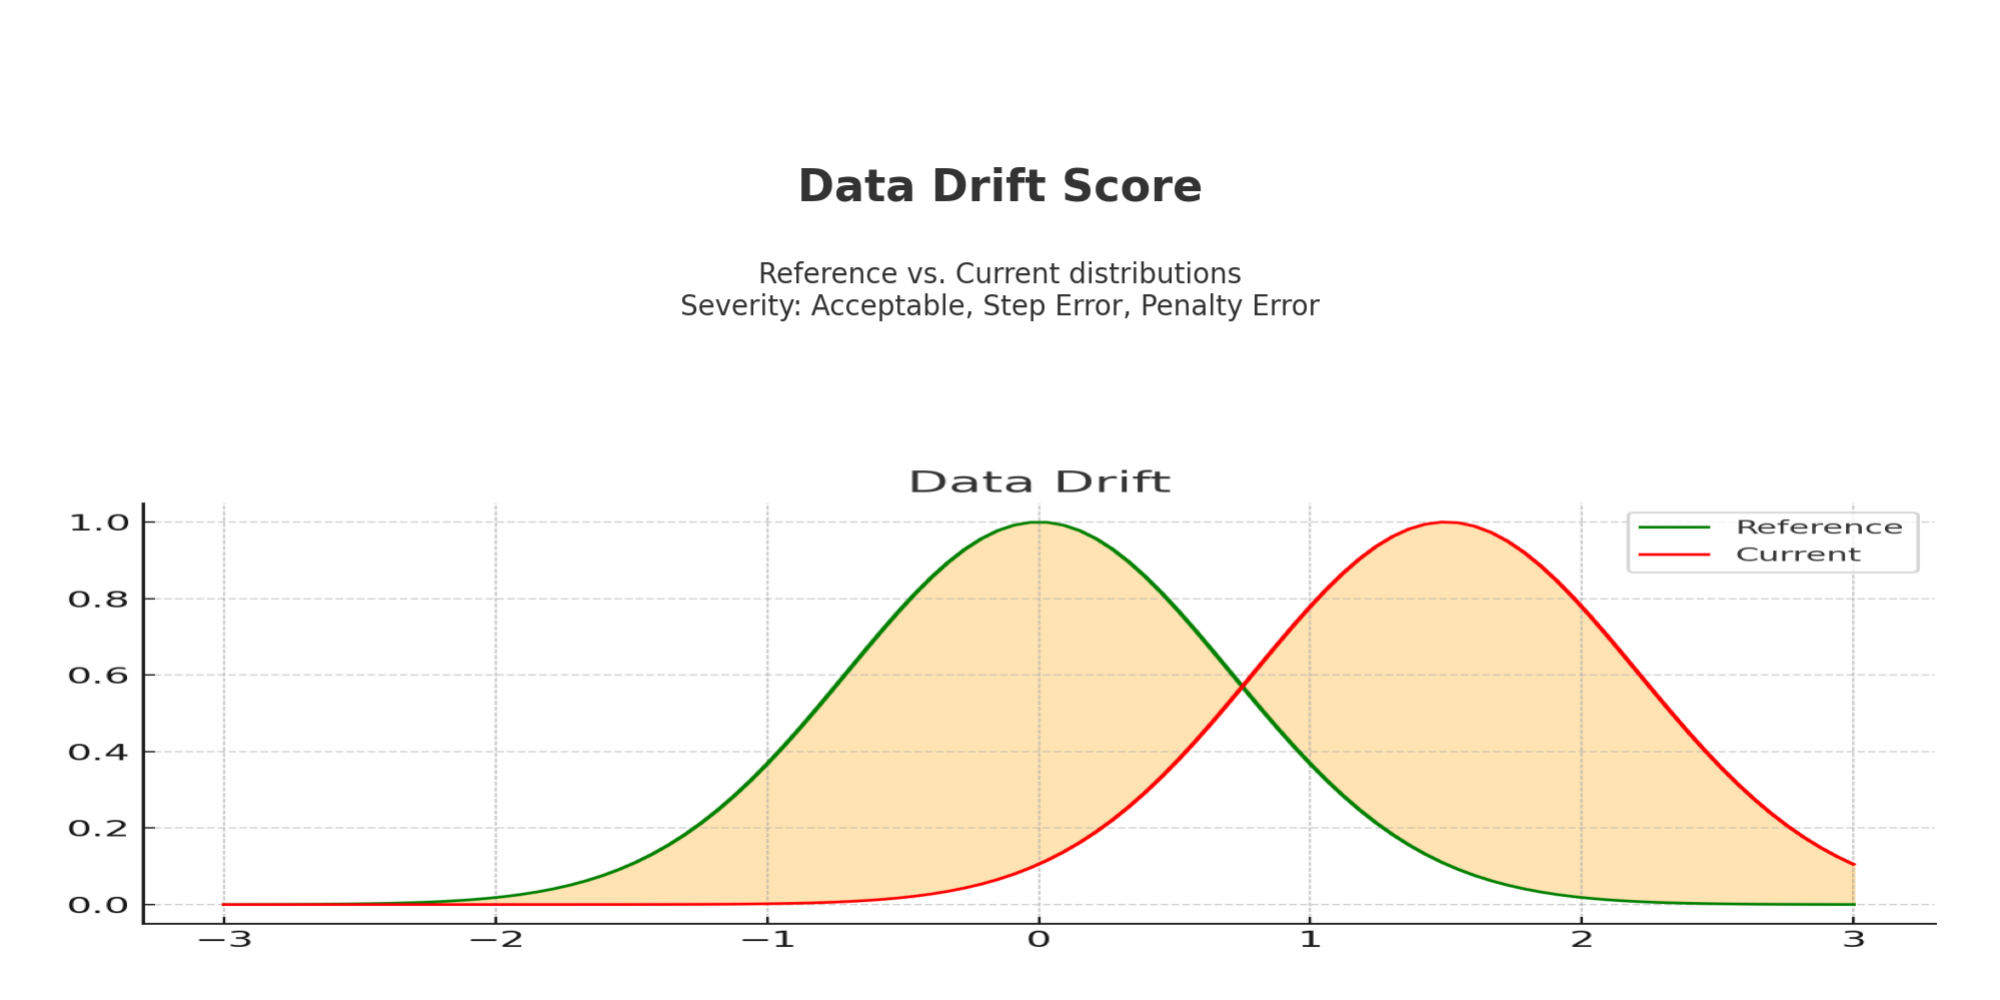 Data Drift Score
Reference vs. Current distributions
Severity: Acceptable, Step Error, Penalty Error
Data Drift
Reference
Current
1.0
0.8
0.6
0.4
0.2
0.0
−3 −2 −1 0 1 2 3